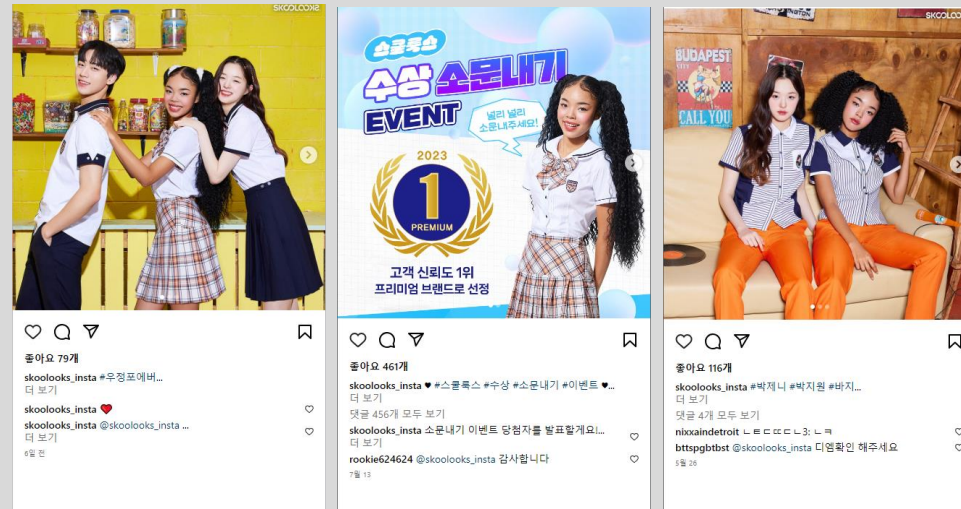 SKOOLOOKS
좋아요 79개
skoolooks_insta #우정포에버...
더 보기
skoolooks_insta ❤
skoolooks_insta @skoolooks_insta ...
더 보기
6일 전
스쿨룩스
수상 소문내기
EVENT
널리 널리
소문내주세요!
2023
1
PREMIUM
고객 신뢰도 1위
프리미엄 브랜드로 선정
좋아요 461개
skoolooks_insta ♥ #스쿨룩스 #수상 #소문내기 #이벤트 ♥...
더 보기
댓글 456개 모두 보기
skoolooks_insta 소문내기 이벤트 당첨자를 발표할게요!...
더 보기
rookie624624 @skoolooks_insta 감사합니다
7월 13
SKOOLOO
BUDAPEST
CALL YOU
좋아요 116개
skoolooks_insta #박제니 #박지원 #바지...
더 보기
댓글 4개 모두 보기
nixxaindetroit ㄴㅌㄷㄸㄷㄴ3: ㄴㅋ
bttspgbtbst @skoolooks_insta 디엠확인 해주세요
5월 26